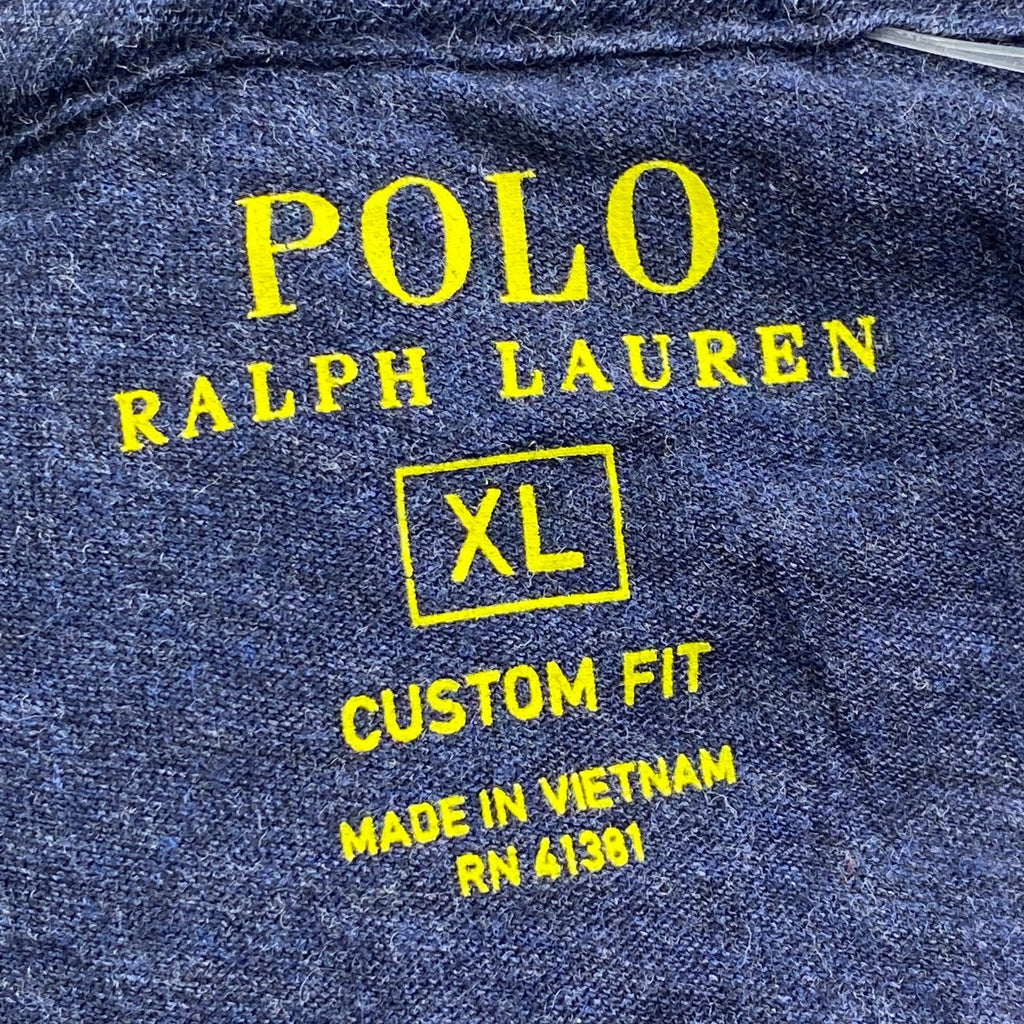 POLO
RALPH LAUREN
XL
CUSTOM FIT
MADE IN VIETNAM
RN 41381